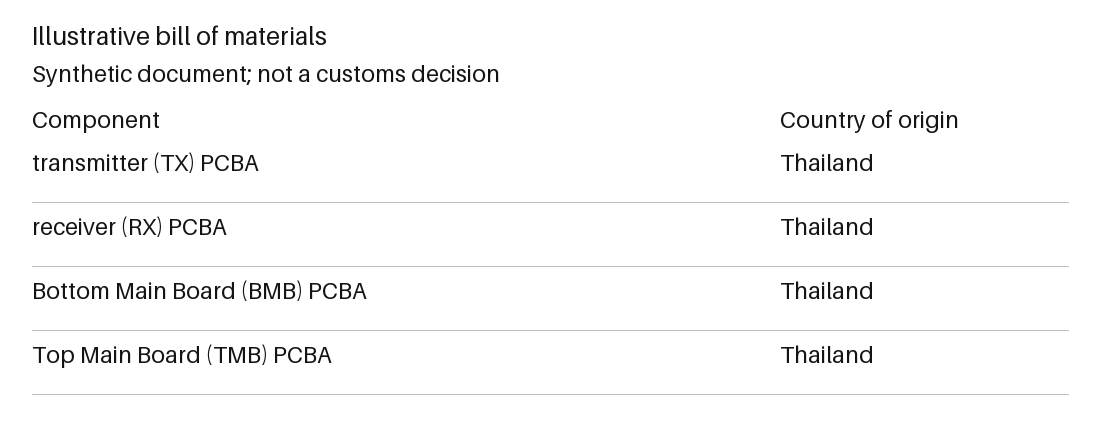 Illustrative bill of materials
Synthetic document; not a customs decision
Component Country of origin
transmitter (TX) PCBA Thailand
receiver (RX) PCBA Thailand
Bottom Main Board (BMB) PCBA Thailand
Top Main Board (TMB) PCBA Thailand